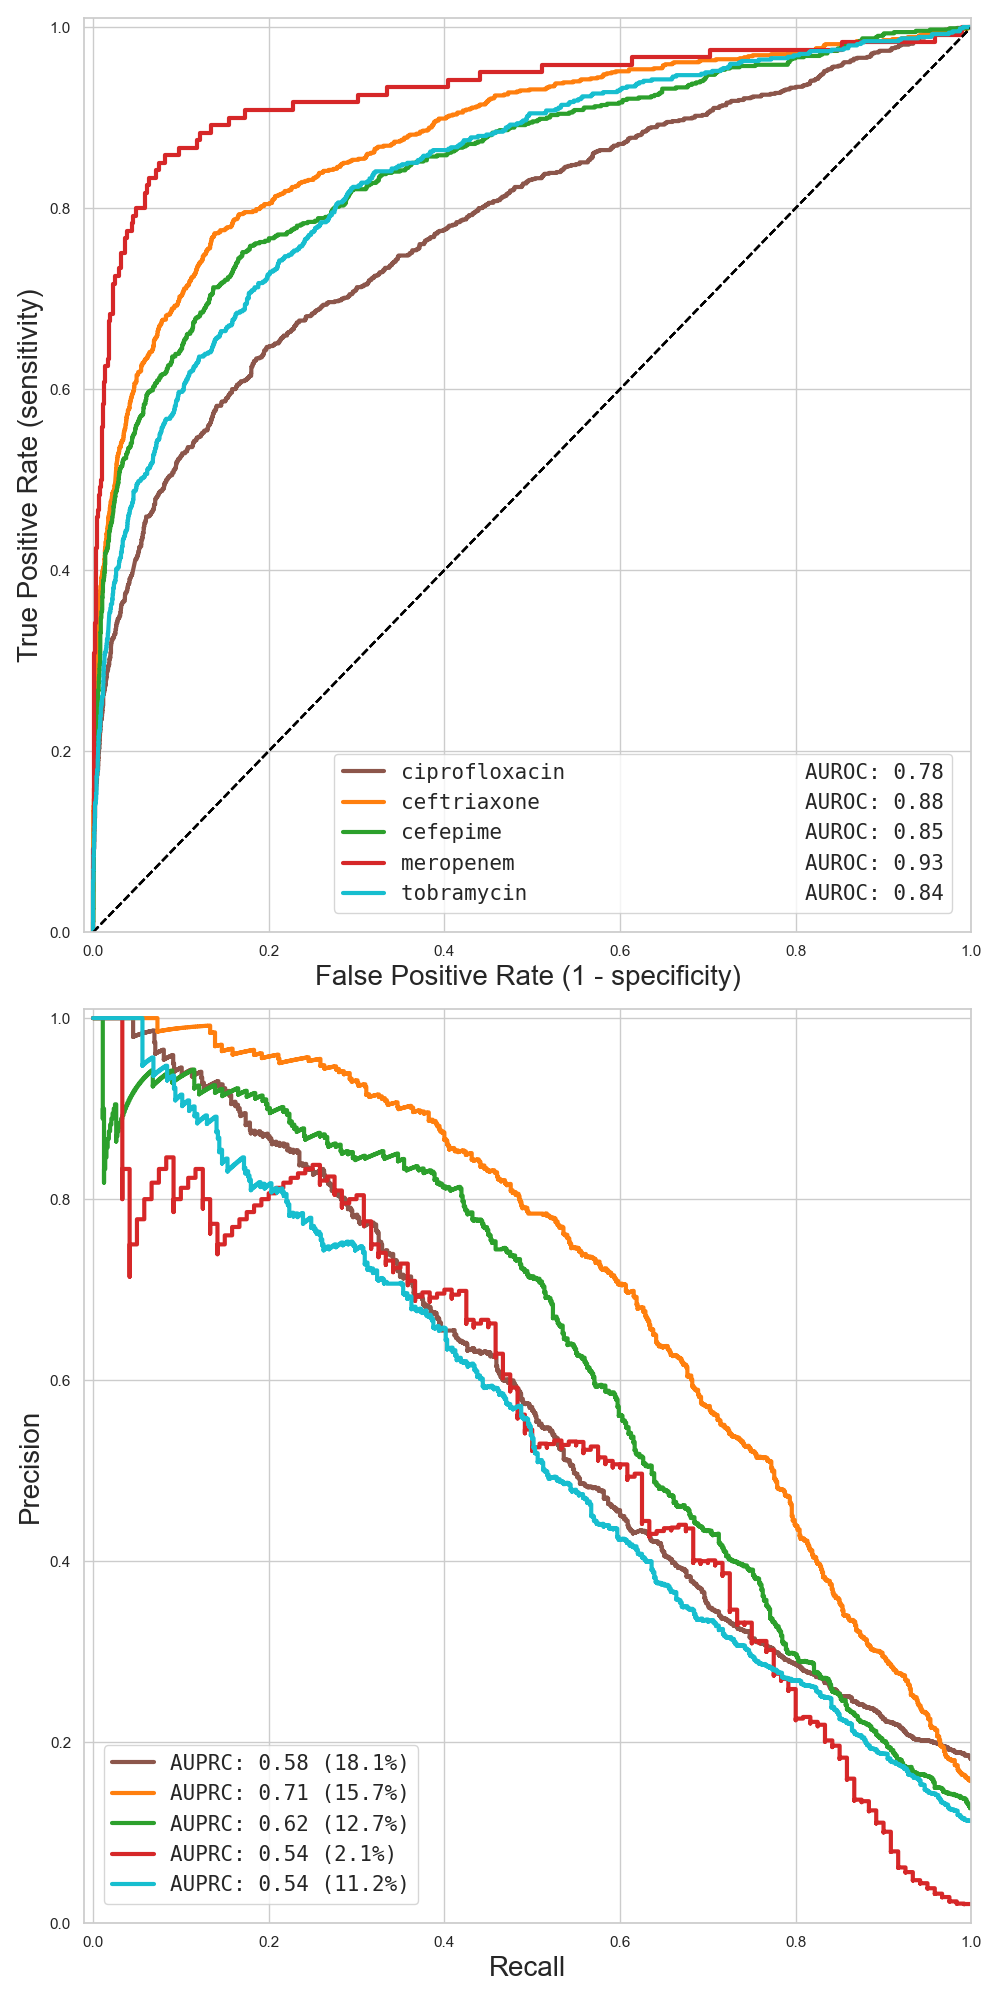 1.0
0.8
0.6
0.4
0.2
0.0
True Positive Rate (sensitivity)
ciprofloxacin AUROC: 0.78
ceftriaxone AUROC: 0.88
cefepime AUROC: 0.85
meropenem AUROC: 0.93
tobramycin AUROC: 0.84
0.0 0.2 0.4 0.6 0.8 1.0
False Positive Rate (1 - specificity)
1.0
0.8
0.6
0.4
0.2
0.0
Precision
AUPRC: 0.58 (18.1%)
AUPRC: 0.71 (15.7%)
AUPRC: 0.62 (12.7%)
AUPRC: 0.54 (2.1%)
AUPRC: 0.54 (11.2%)
0.0 0.2 0.4 0.6 0.8 1.0
Recall